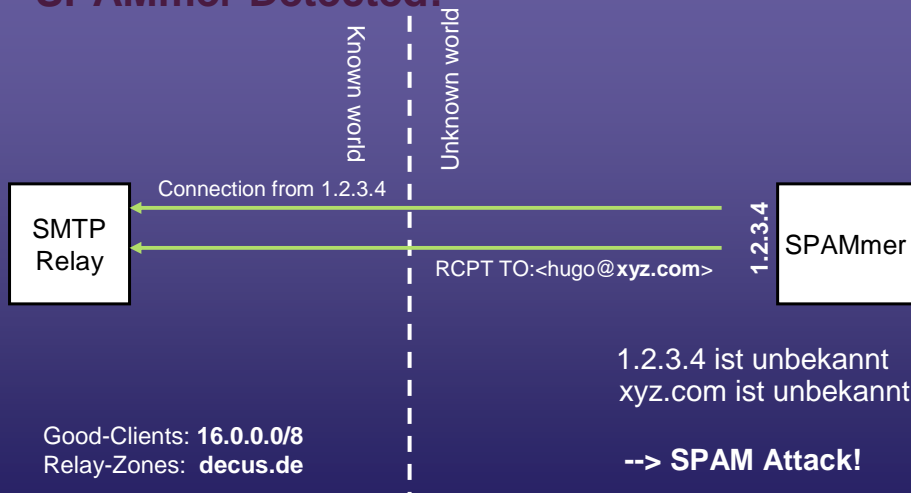 SPAMmer Detected!
Known world
Unknown world
Connection from 1.2.3.4
SMTP
Relay
RCPT TO:<hugo@xyz.com>
1.2.3.4
SPAMmer
1.2.3.4 ist unbekannt
xyz.com ist unbekannt
Good-Clients: 16.0.0.0/8
Relay-Zones: decus.de
--> SPAM Attack!